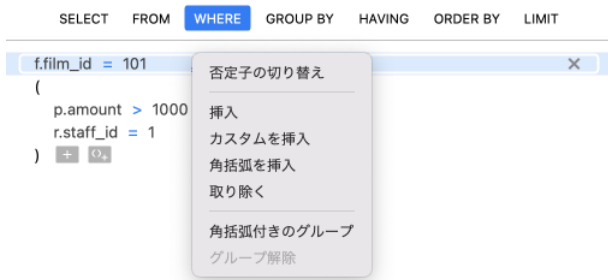 SELECT FROM WHERE GROUP BY HAVING ORDER BY LIMIT
f.film_id = 101
(
p.amount > 1000
r.staff_id = 1
)
否定子の切り替え
挿入
カスタムを挿入
角括弧を挿入
取り除く
角括弧付きのグループ
グループ解除